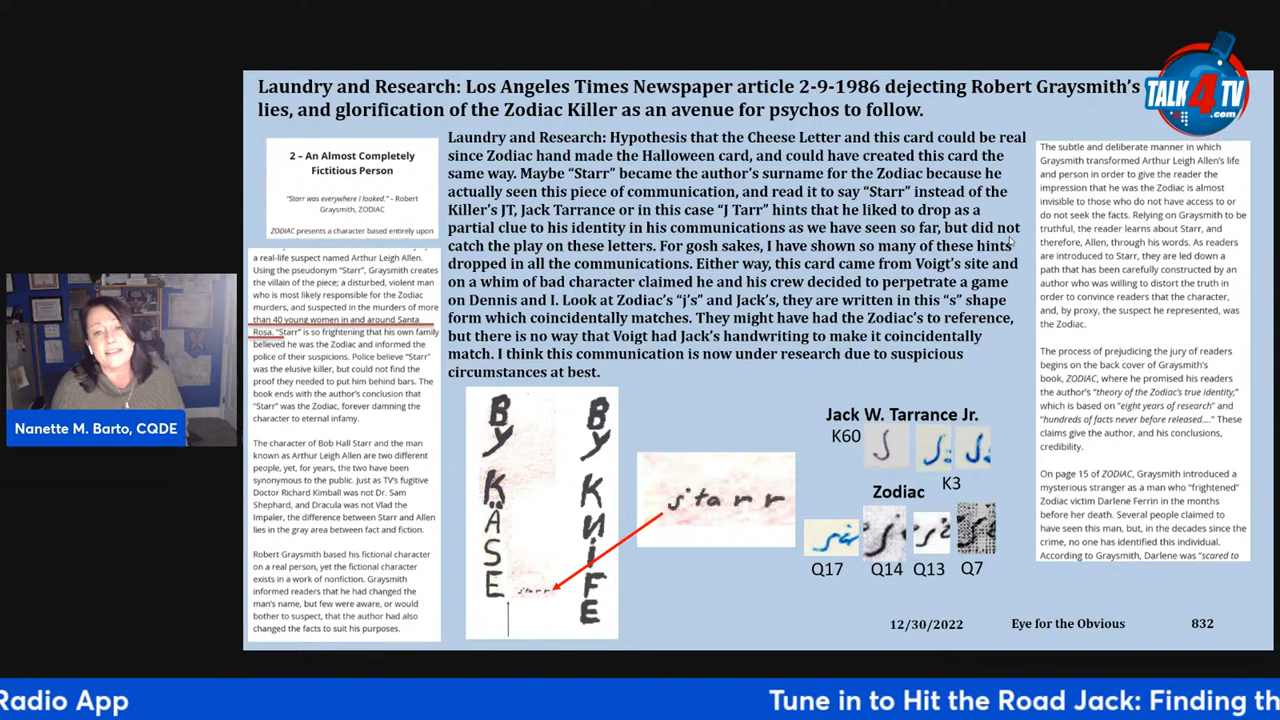 Laundry and Research: Los Angeles Times Newspaper article 2-9-1986 dejecting Robert Graysmith's
lies, and glorification of the Zodiac Killer as an avenue for psychos to follow.
TALK
4
TV
.com
2 – An Almost Completely
Fictitious Person
"Starr was everywhere I looked." – Robert
Graysmith, ZODIAC
ZODIAC presents a character based entirely upon
a real-life suspect named Arthur Leigh Allen.
Using the pseudonym "Starr", Graysmith creates
the villain of the piece; a disturbed, violent man
who is most likely responsible for the Zodiac
murders, and suspected in the murders of more
than 40 young women in and around Santa
Rosa. "Starr" is so frightening that his own family
believed he was the Zodiac and informed the
police of their suspicions. Police believe "Starr"
was the elusive killer, but could not find the
proof they needed to put him behind bars. The
book ends with the author's conclusion that
"Starr" was the Zodiac, forever damning the
character to eternal infamy.
The character of Bob Hall Starr and the man
known as Arthur Leigh Allen are two different
people, yet, for years, the two have been
synonymous to the public. Just as TV's fugitive
Doctor Richard Kimball was not Dr. Sam
Shephard, and Dracula was not Vlad the
Impaler, the difference between Starr and Allen
lies in the gray area between fact and fiction.
Robert Graysmith based his fictional character
on a real person, yet the fictional character
exists in a work of nonfiction. Graysmith
informed readers that he had changed the
man's name, but few were aware, or would
bother to suspect, that the author had also
changed the facts to suit his purposes.
Laundry and Research: Hypothesis that the Cheese Letter and this card could be real
since Zodiac hand made the Halloween card, and could have created this card the
same way. Maybe "Starr" became the author's surname for the Zodiac because he
actually seen this piece of communication, and read it to say "Starr" instead of the
Killer's JT, Jack Tarrance or in this case "J Tarr" hints that he liked to drop as a
partial clue to his identity in his communications as we have seen so far, but did not
catch the play on these letters. For gosh sakes, I have shown so many of these hints
dropped in all the communications. Either way, this card came from Voigt's site and
on a whim of bad character claimed he and his crew decided to perpetrate a game
on Dennis and I. Look at Zodiac's "j's" and Jack's, they are written in this "s" shape
form which coincidentally matches. They might have had the Zodiac's to reference,
but there is no way that Voigt had Jack's handwriting to make it coincidentally
match. I think this communication is now under research due to suspicious
circumstances at best.
BY KÄSE
starr
BY KNiFE
starr
Jack W. Tarrance Jr.
K60
K3
Zodiac
Q17
Q14
Q13
Q7
The subtle and deliberate manner in which
Graysmith transformed Arthur Leigh Allen's life
and person in order to give the reader the
impression that he was the Zodiac is almost
invisible to those who do not have access to or
do not seek the facts. Relying on Graysmith to be
truthful, the reader learns about Starr, and
therefore, Allen, through his words. As readers
are introduced to Starr, they are led down a
path that has been carefully constructed by an
author who was willing to distort the truth in
order to convince readers that the character,
and, by proxy, the suspect he represented, was
the Zodiac.
The process of prejudicing the jury of readers
begins on the back cover of Graysmith's
book, ZODIAC, where he promised his readers
the author's "theory of the Zodiac's true identity,"
which is based on "eight years of research" and
"hundreds of facts never before released...." These
claims give the author, and his conclusions,
credibility.
On page 15 of ZODIAC, Graysmith introduced a
mysterious stranger as a man who "frightened"
Zodiac victim Darlene Ferrin in the months
before her death. Several people claimed to
have seen this man, but, in the decades since the
crime, no one has identified this individual.
According to Graysmith, Darlene was "scared to
12/30/2022
Eye for the Obvious
832
Nanette M. Barto, CQDE
Radio App
Tune in to Hit the Road Jack: Finding th